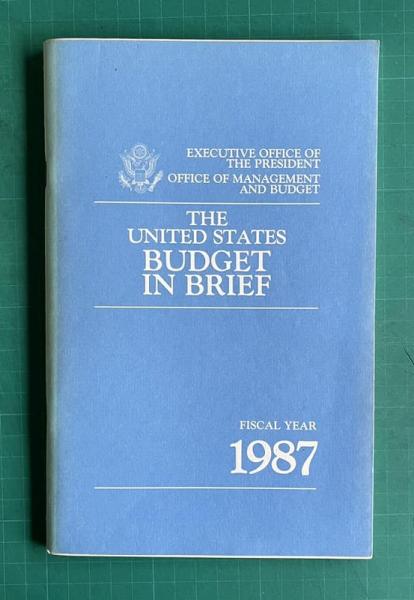 EXECUTIVE OFFICE OF
THE PRESIDENT
OFFICE OF MANAGEMENT
AND BUDGET
THE
UNITED STATES
BUDGET
IN BRIEF
FISCAL YEAR
1987